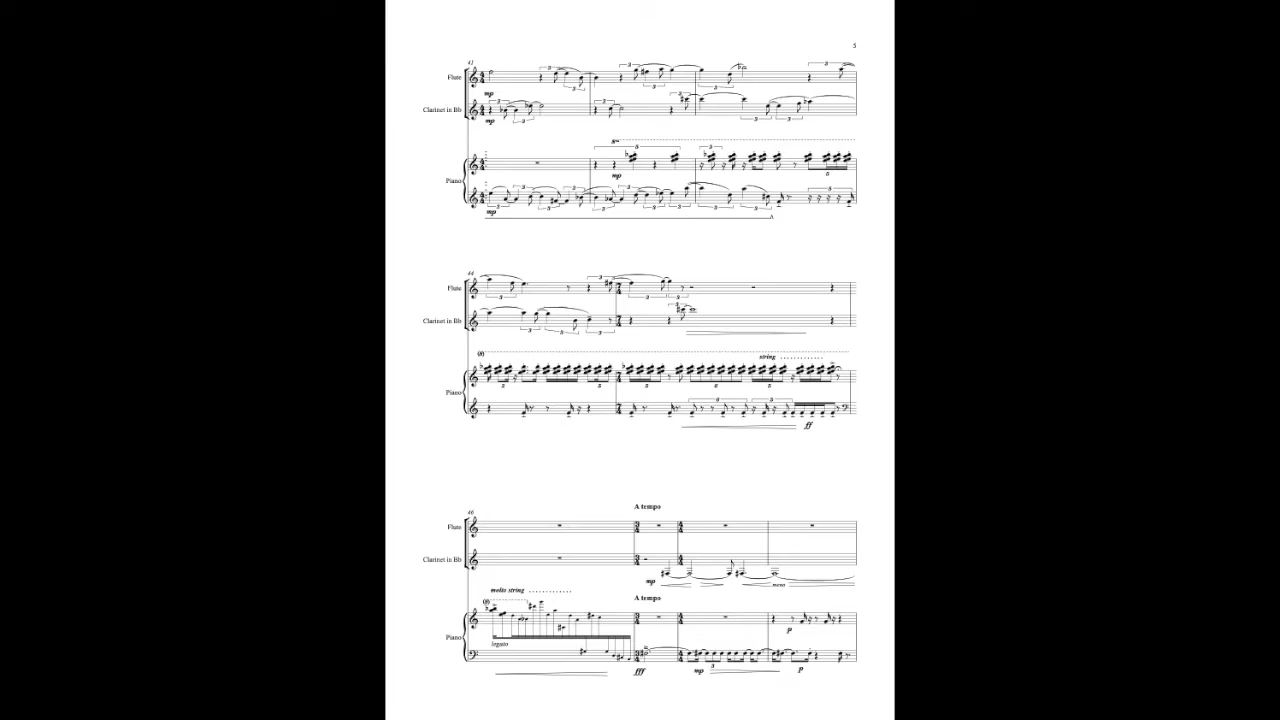 5
41
Flute
mp
Clarinet in Bb
mp
8va
Piano
mp
mp
44
Flute
Clarinet in Bb
(8)
string
Piano
ff
A tempo
46
Flute
Clarinet in Bb
mp
molto string
A tempo
(8)
p
Piano
legato
fff
mp
p